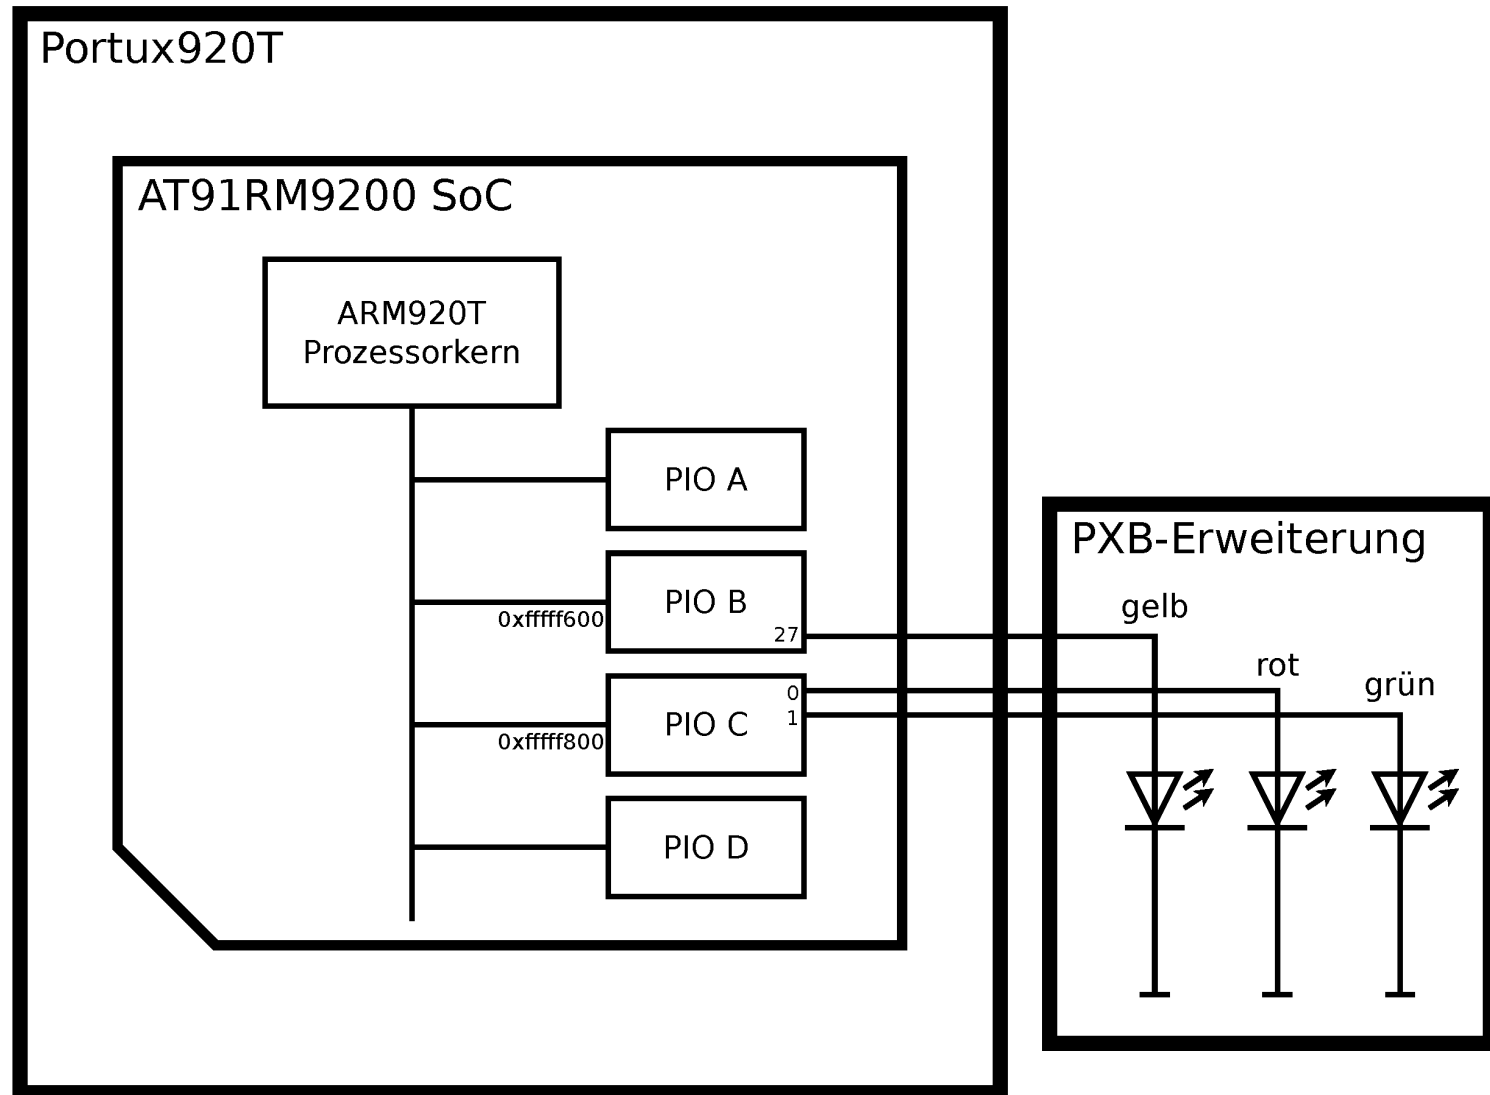 Portux920T
AT91RM9200 SoC
ARM920T
Prozessorkern
PIO A
PIO B
0xfffff600
27
PIO C
0
1
0xfffff800
PIO D
PXB-Erweiterung
gelb
rot
grün